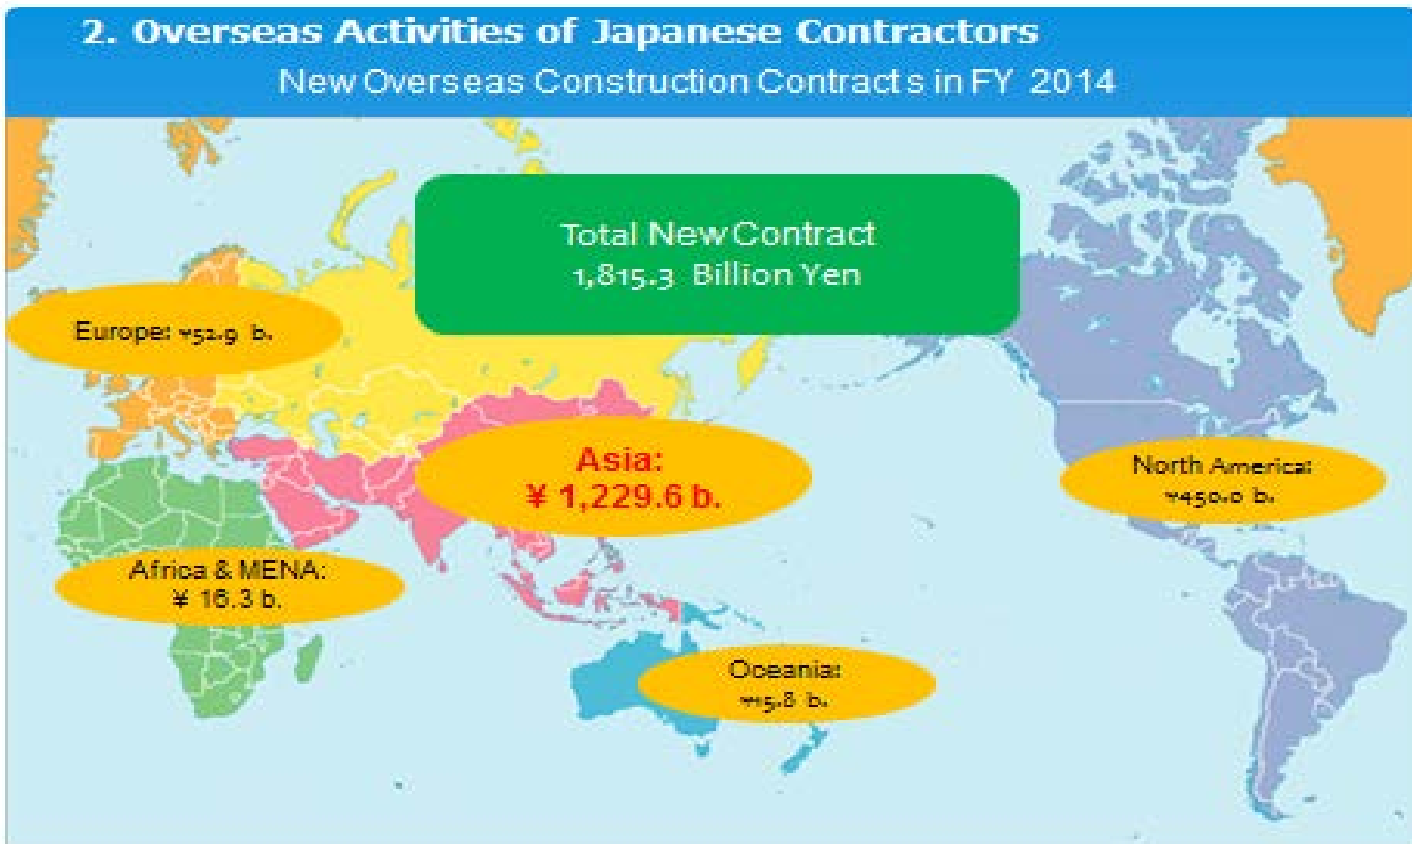 2. Overseas Activities of Japanese Contractors
New Overseas Construction Contracts in FY 2014
Total New Contract
1,815.3 Billion Yen
Europe: ¥52.9 b.
Asia:
¥ 1,229.6 b.
North America:
¥450.0 b.
Africa & MENA:
¥ 16.3 b.
Oceania:
¥15.8 b.